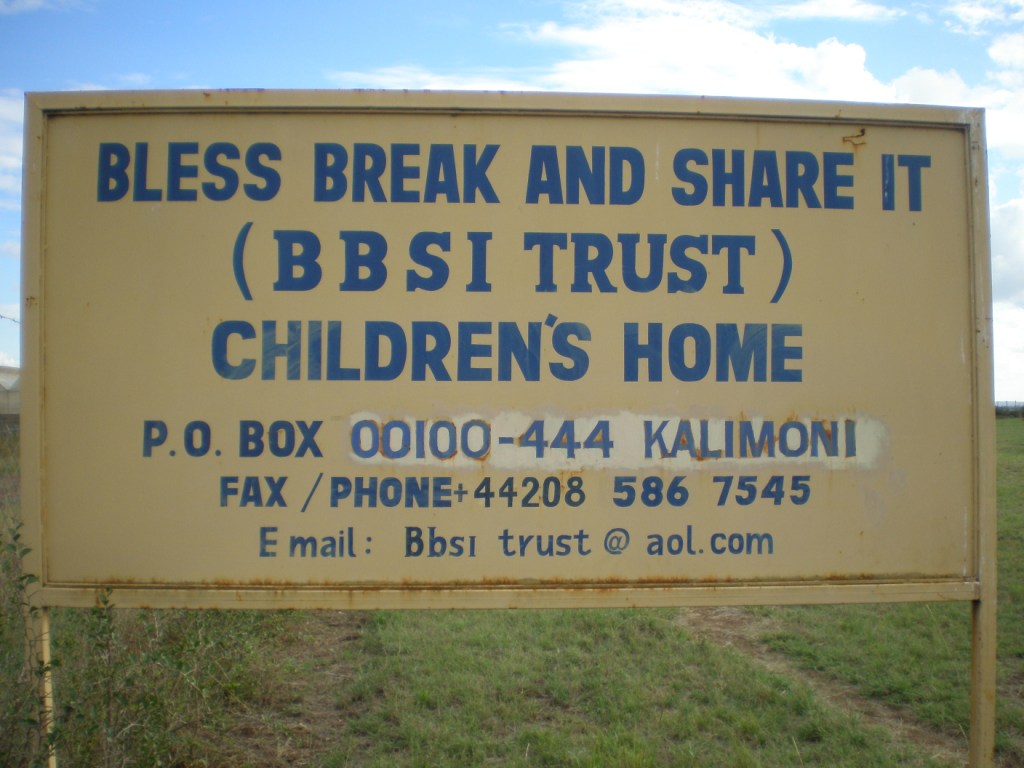 BLESS BREAK AND SHARE IT
(BBSI TRUST)
CHILDREN'S HOME
P.O. BOX 00100-444 KALIMONI
FAX / PHONE+44208 586 7545
Email: BbsI trust @ aol.com